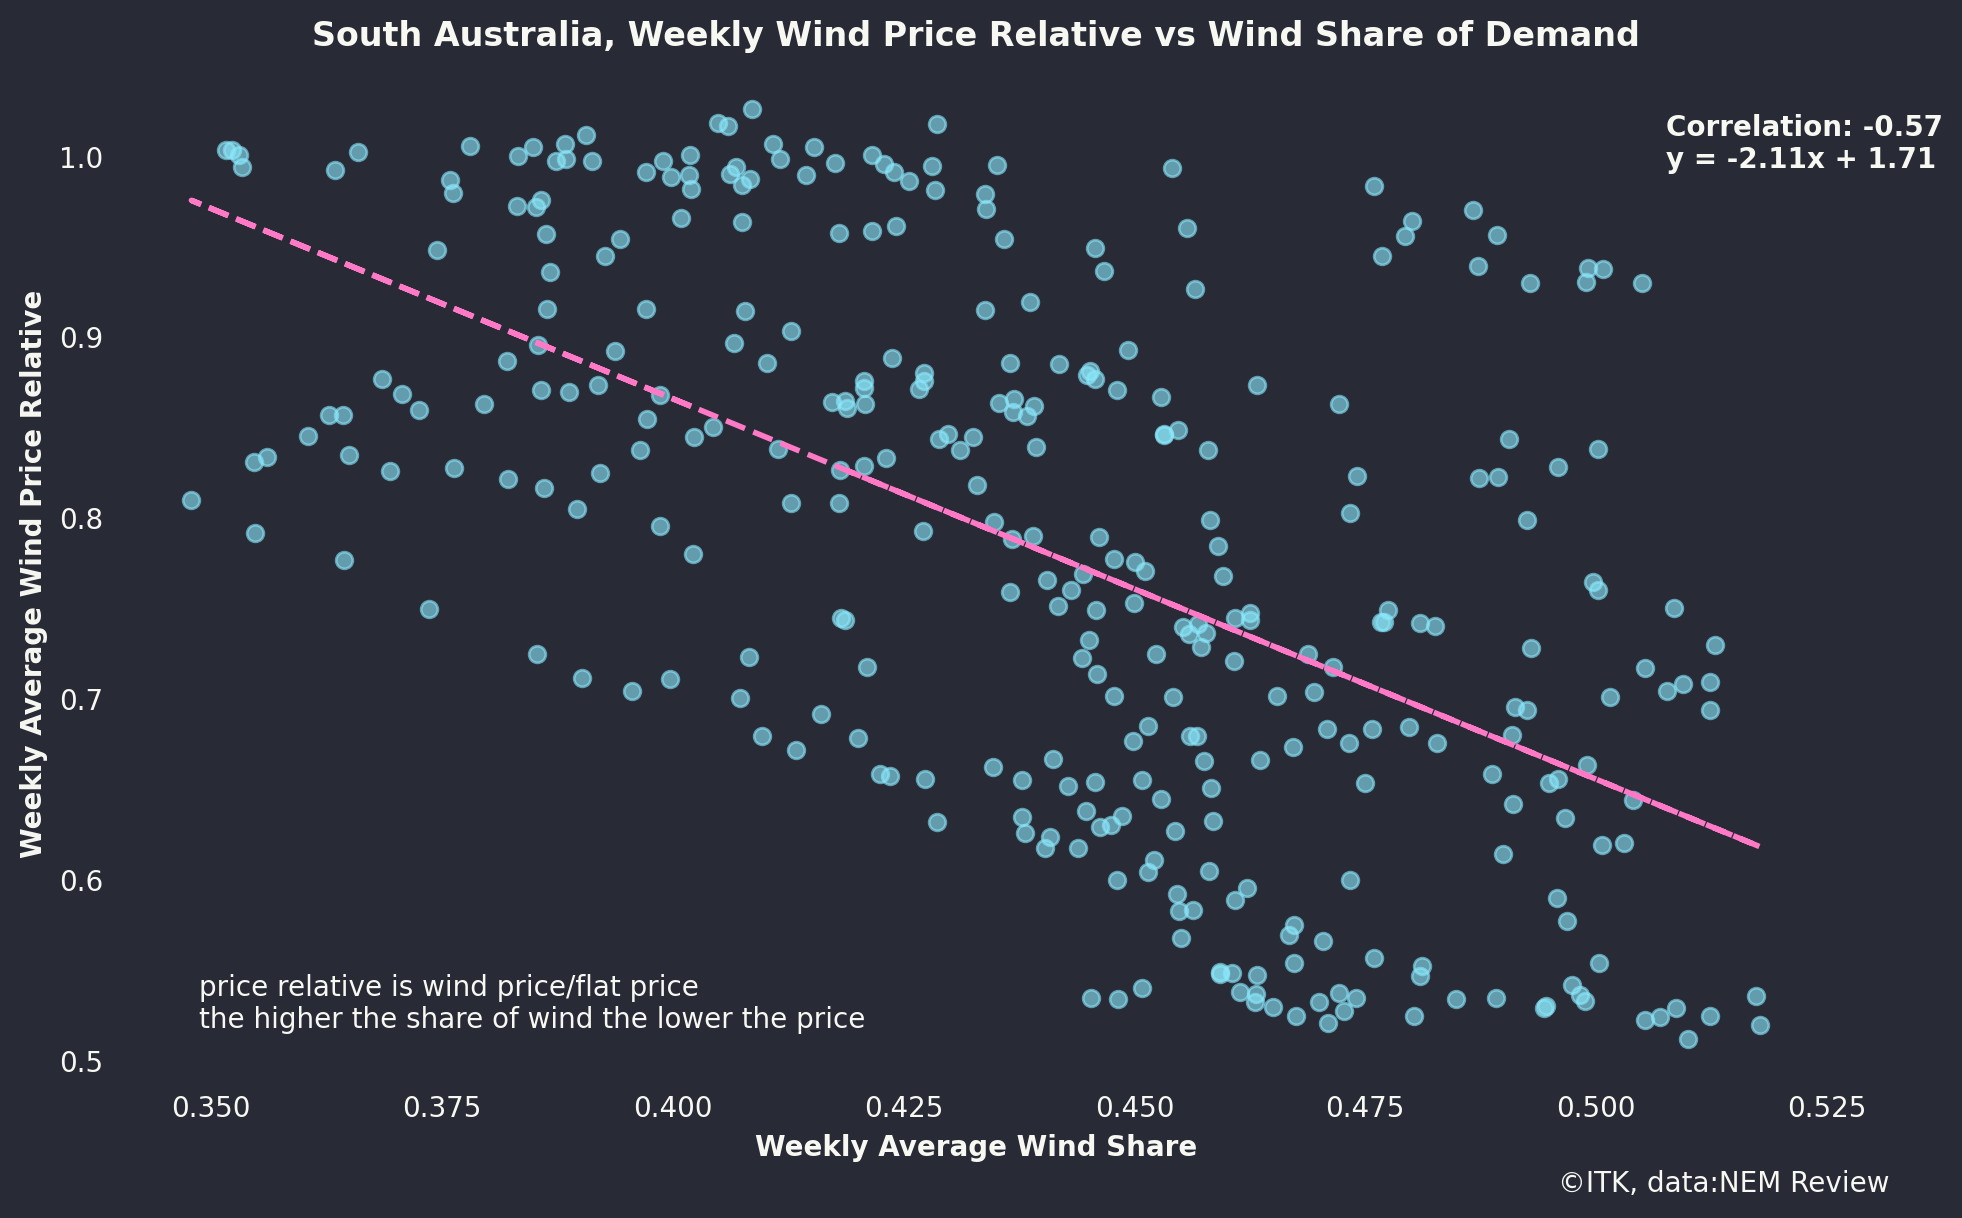 South Australia, Weekly Wind Price Relative vs Wind Share of Demand
Correlation: -0.57
y = -2.11x + 1.71
Weekly Average Wind Price Relative
1.0
0.9
0.8
0.7
0.6
0.5
price relative is wind price/flat price
the higher the share of wind the lower the price
0.350 0.375 0.400 0.425 0.450 0.475 0.500 0.525
Weekly Average Wind Share
©ITK, data:NEM Review